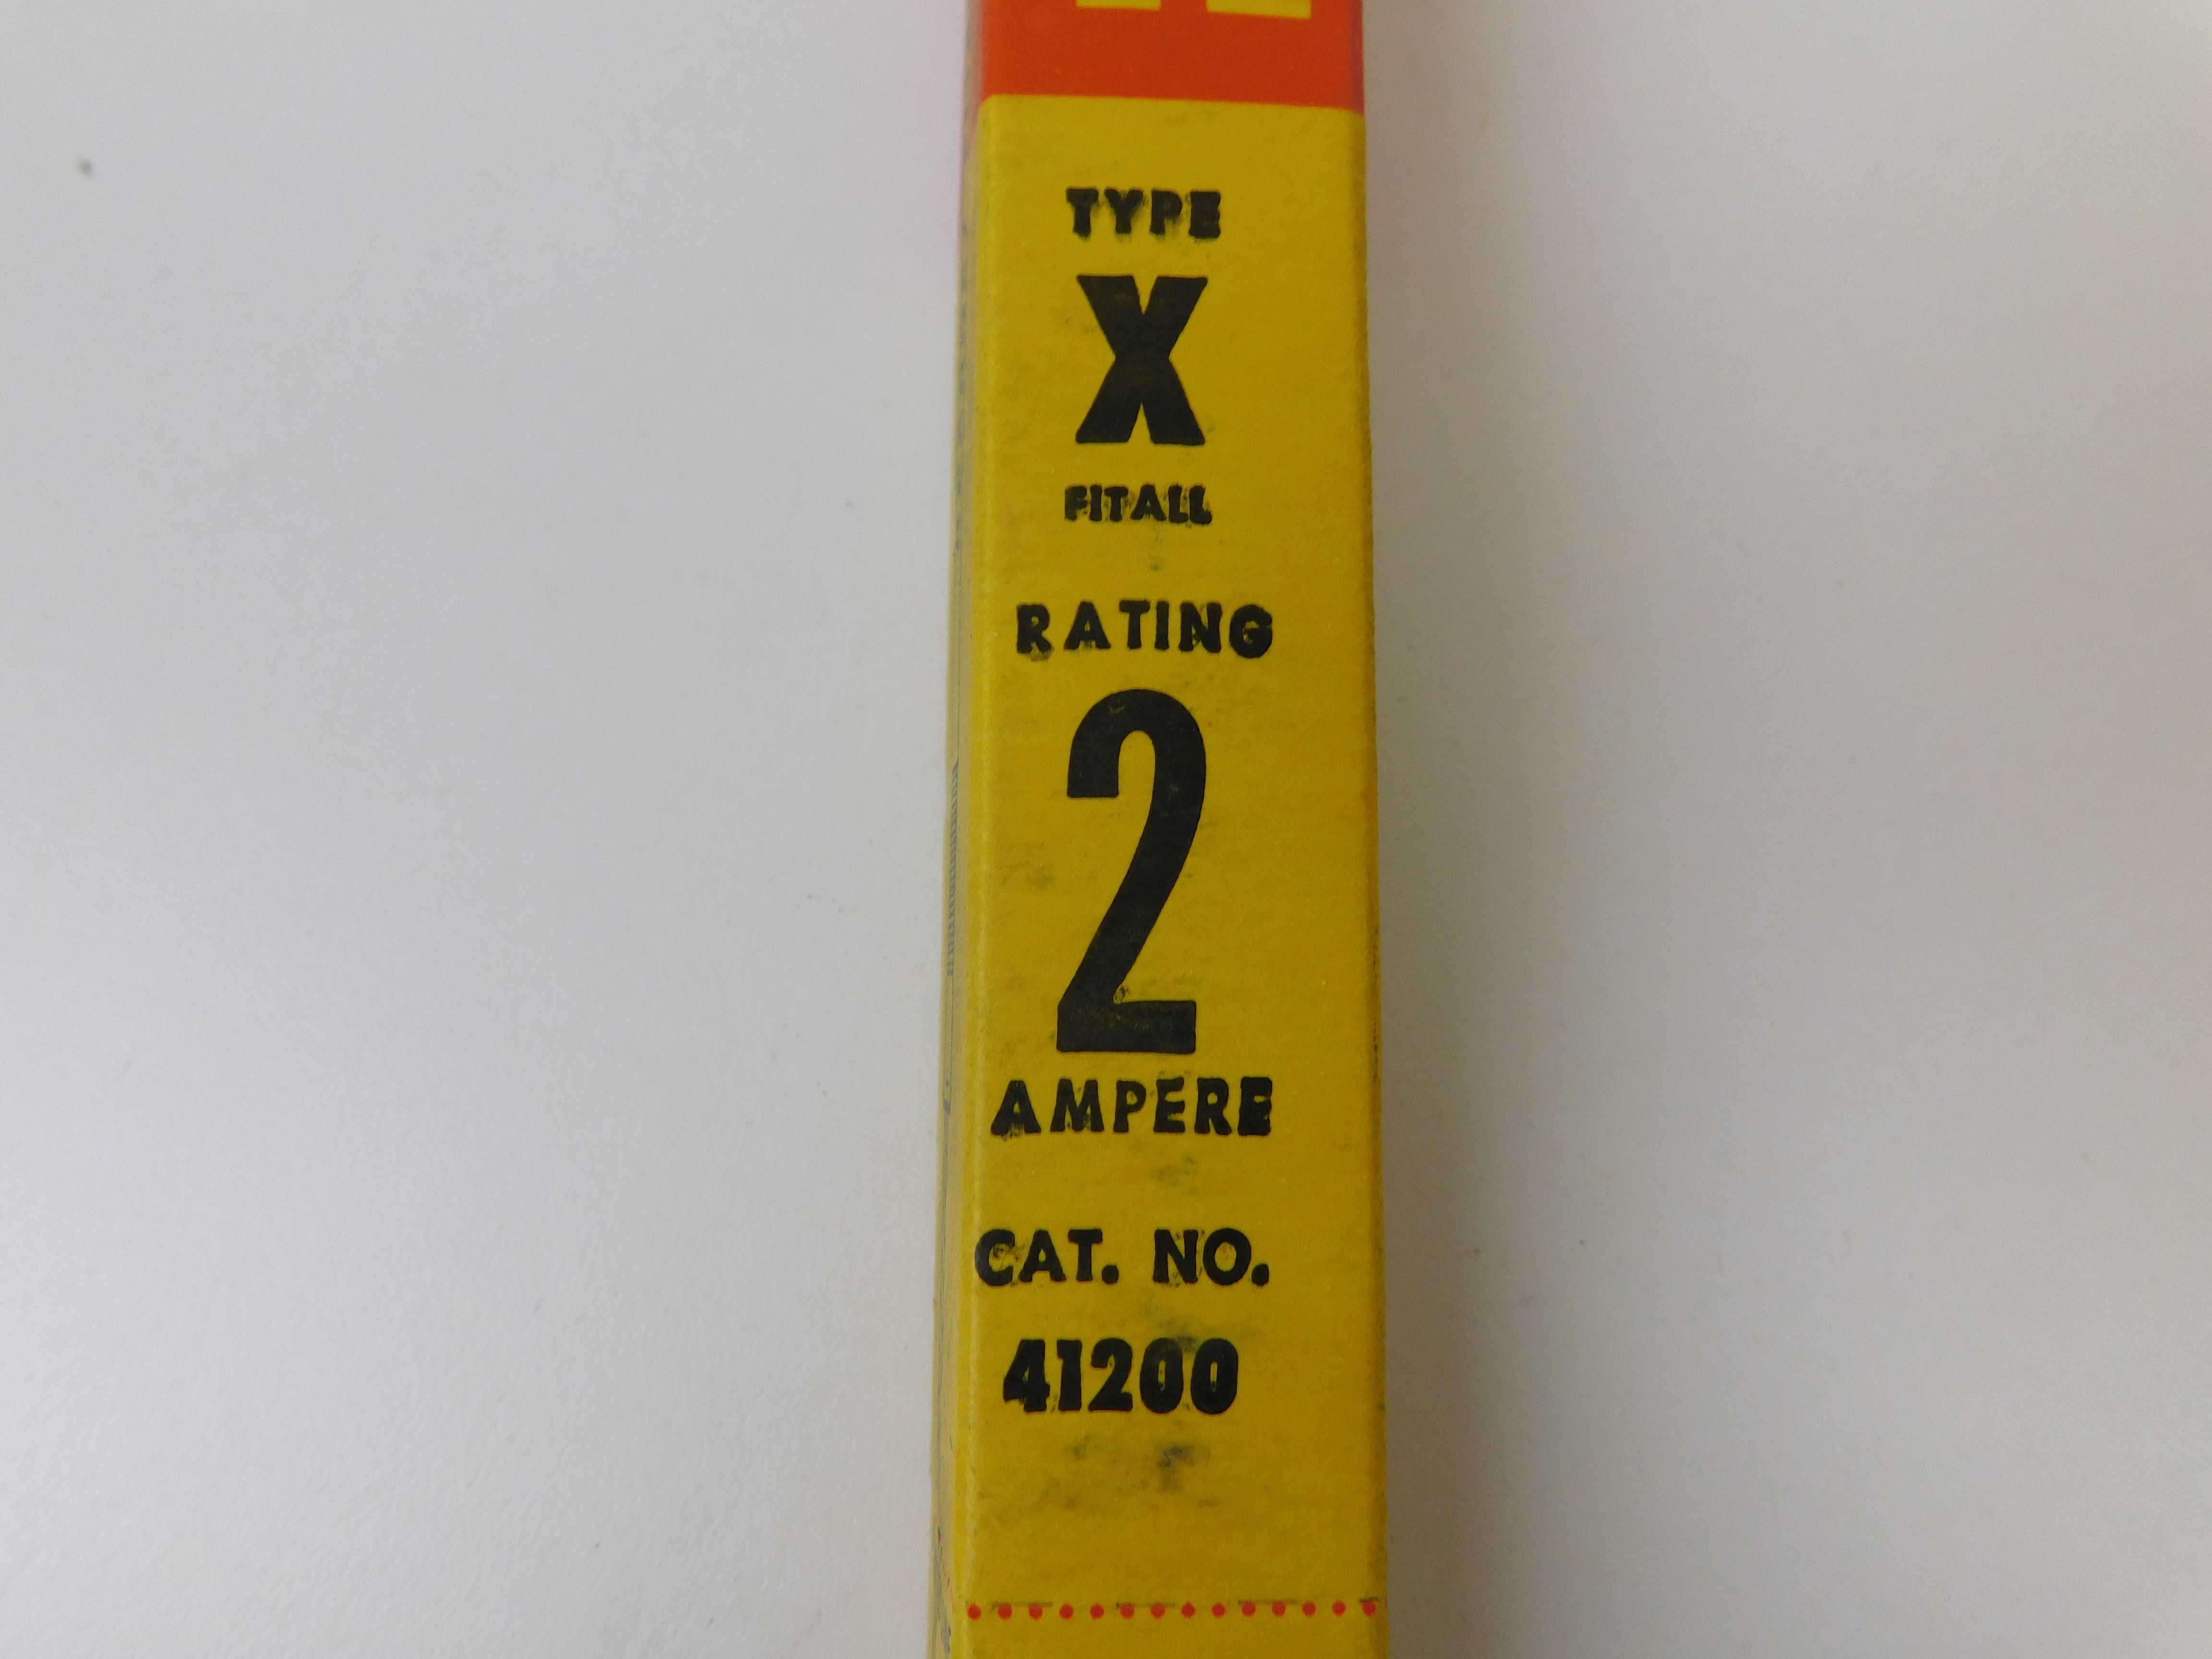 TYPE
X
FITALL
RATING
2
AMPERE
CAT. NO.
41200